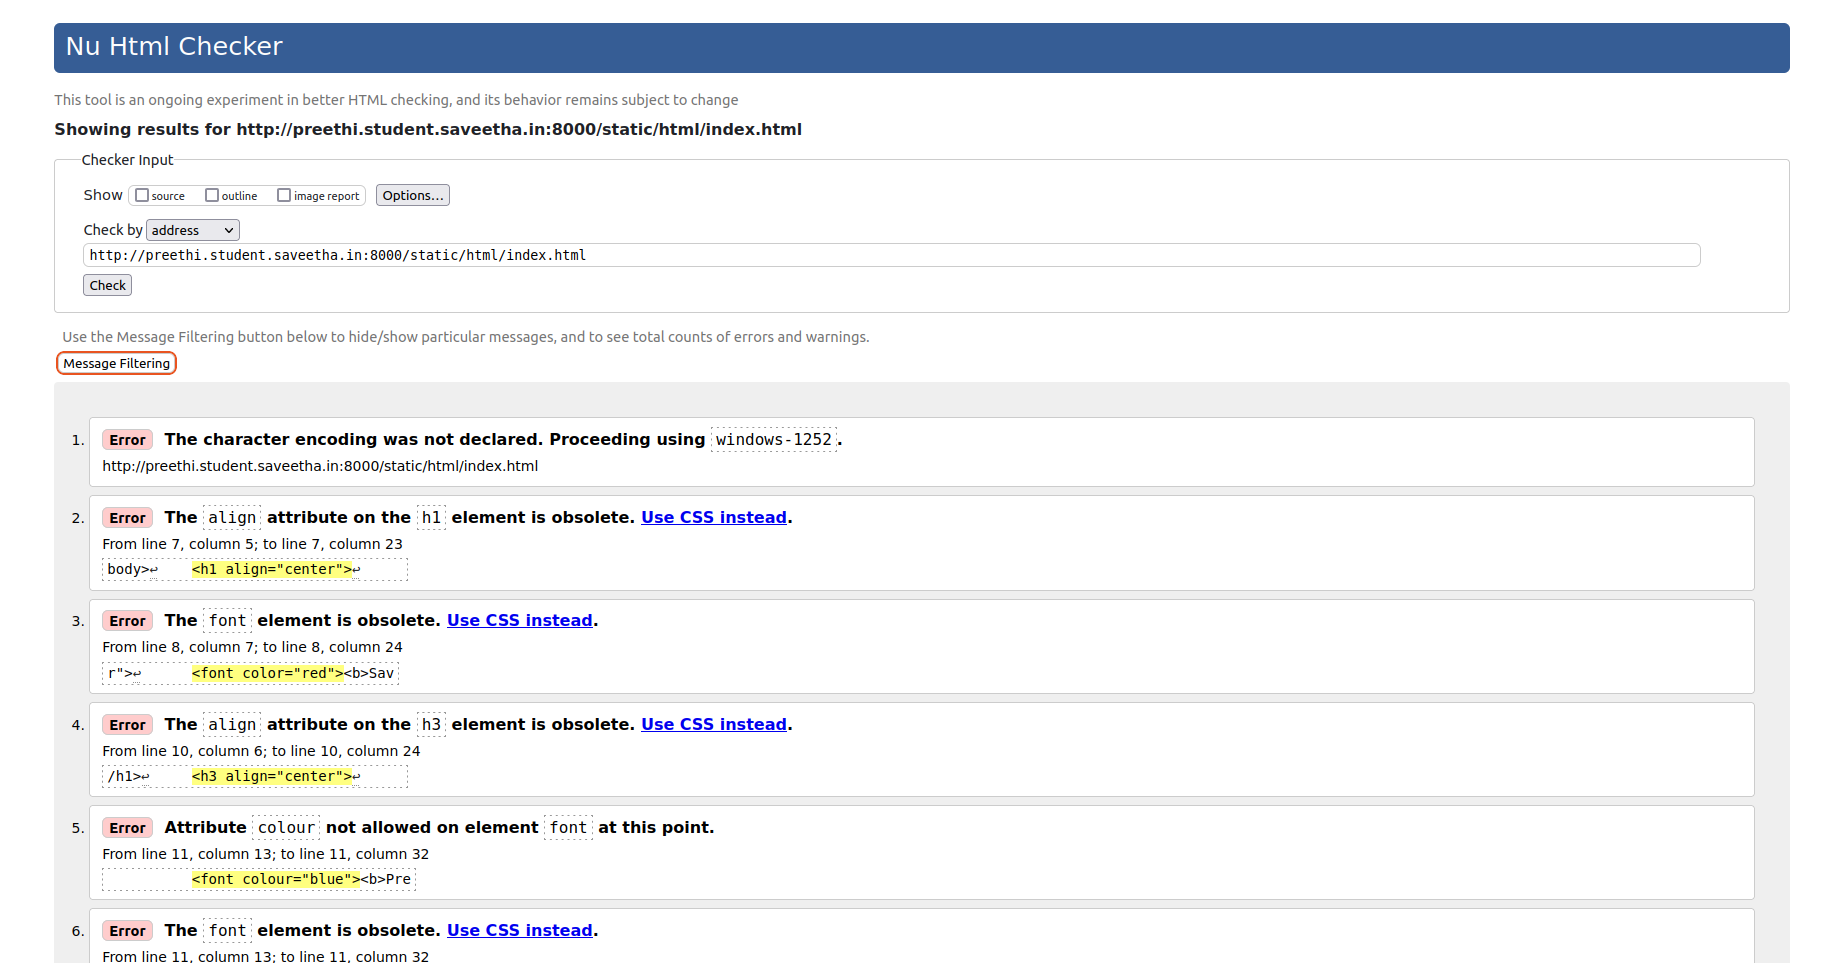 Nu Html Checker
This tool is an ongoing experiment in better HTML checking, and its behavior remains subject to change
Showing results for http://preethi.student.saveetha.in:8000/static/html/index.html
Checker Input
Show source outline image report Options...
Check by address
http://preethi.student.saveetha.in:8000/static/html/index.html
Check
Use the Message Filtering button below to hide/show particular messages, and to see total counts of errors and warnings.
Message Filtering
1. Error The character encoding was not declared. Proceeding using windows-1252.
http://preethi.student.saveetha.in:8000/static/html/index.html
2. Error The align attribute on the h1 element is obsolete. Use CSS instead.
From line 7, column 5; to line 7, column 23
body>↩    <h1 align="center">↩
3. Error The font element is obsolete. Use CSS instead.
From line 8, column 7; to line 8, column 24
r">↩      <font color="red"><b>Sav
4. Error The align attribute on the h3 element is obsolete. Use CSS instead.
From line 10, column 6; to line 10, column 24
/h1>↩     <h3 align="center">↩
5. Error Attribute colour not allowed on element font at this point.
From line 11, column 13; to line 11, column 32
<font colour="blue"><b>Pre
6. Error The font element is obsolete. Use CSS instead.
From line 11, column 13; to line 11, column 32